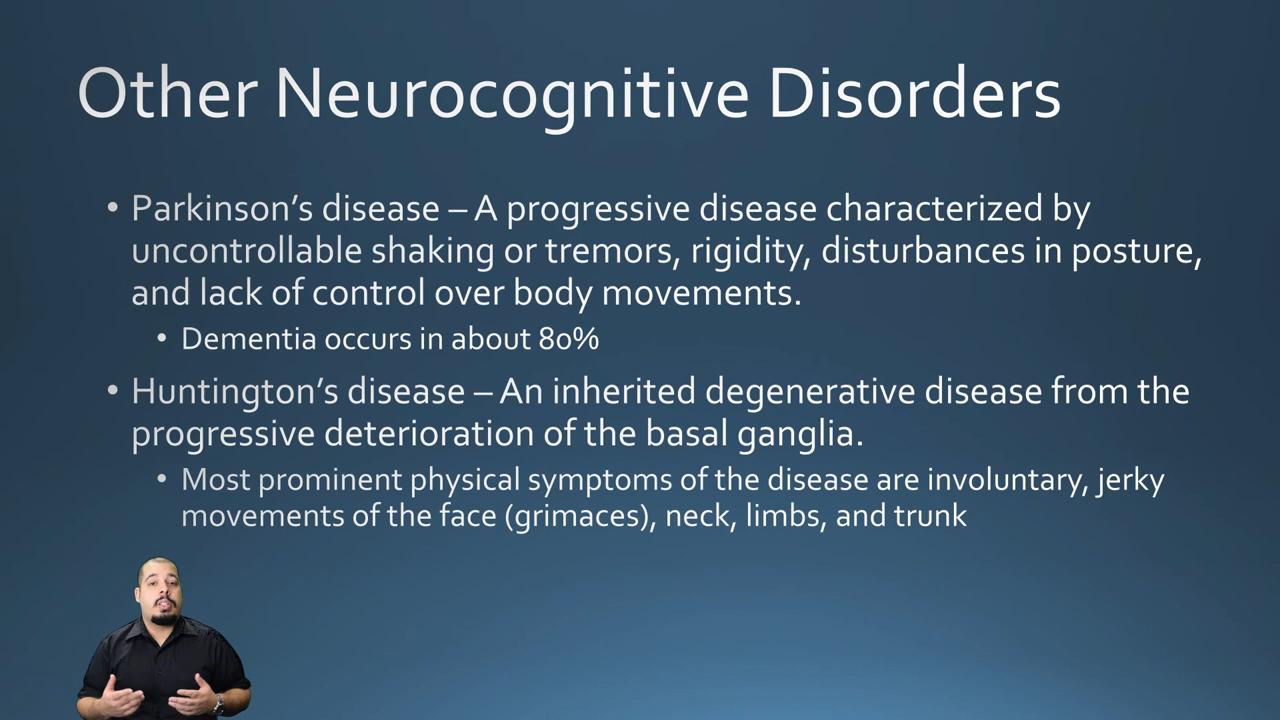 Other Neurocognitive Disorders
• Parkinson’s disease – A progressive disease characterized by
uncontrollable shaking or tremors, rigidity, disturbances in posture,
and lack of control over body movements.
• Dementia occurs in about 80%
• Huntington’s disease – An inherited degenerative disease from the
progressive deterioration of the basal ganglia.
• Most prominent physical symptoms of the disease are involuntary, jerky
movements of the face (grimaces), neck, limbs, and trunk